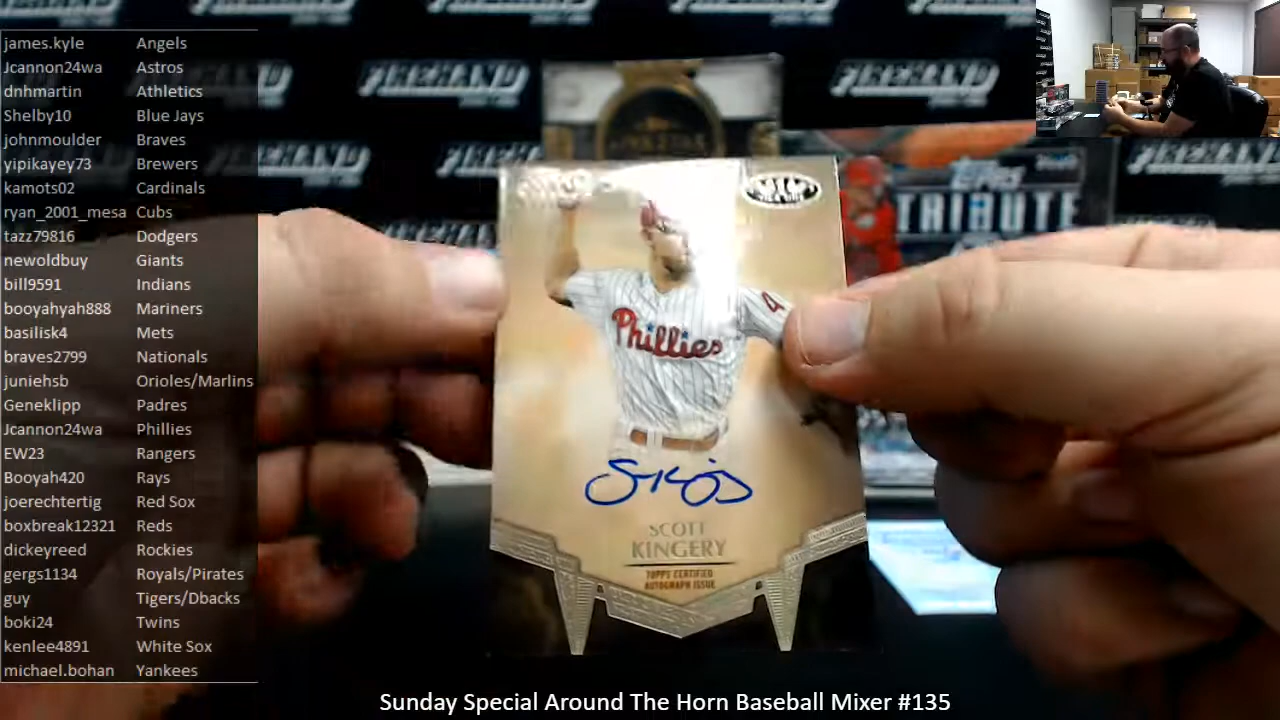 james.kyle Angels
Jcannon24wa Astros
dnhmartin Athletics
Shelby10 Blue Jays
johnmoulder Braves
yipikayey73 Brewers
kamots02 Cardinals
ryan_2001_mesa Cubs
tazz79816 Dodgers
newoldbuy Giants
bill9591 Indians
booyahyah888 Mariners
basilisk4 Mets
braves2799 Nationals
juniehsb Orioles/Marlins
Geneklipp Padres
Jcannon24wa Phillies
EW23 Rangers
Booyah420 Rays
joerechtertig Red Sox
boxbreak12321 Reds
dickeyreed Rockies
gergs1134 Royals/Pirates
guy Tigers/Dbacks
boki24 Twins
kenlee4891 White Sox
michael.bohan Yankees
FIREHAND
FIREHAND
FIREHAND
TOPPS
TRIBUTE
Phillies
4
SCOTT
KINGERY
TOPPS CERTIFIED
AUTOGRAPH ISSUE
Sunday Special Around The Horn Baseball Mixer #135